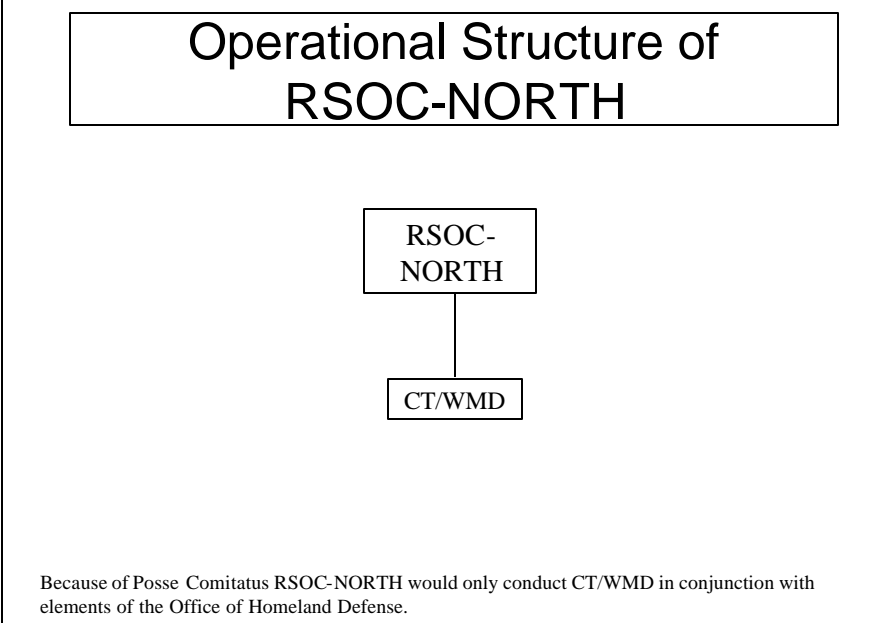 Operational Structure of
RSOC-NORTH
RSOC-
NORTH
CT/WMD
Because of Posse Comitatus RSOC-NORTH would only conduct CT/WMD in conjunction with
elements of the Office of Homeland Defense.